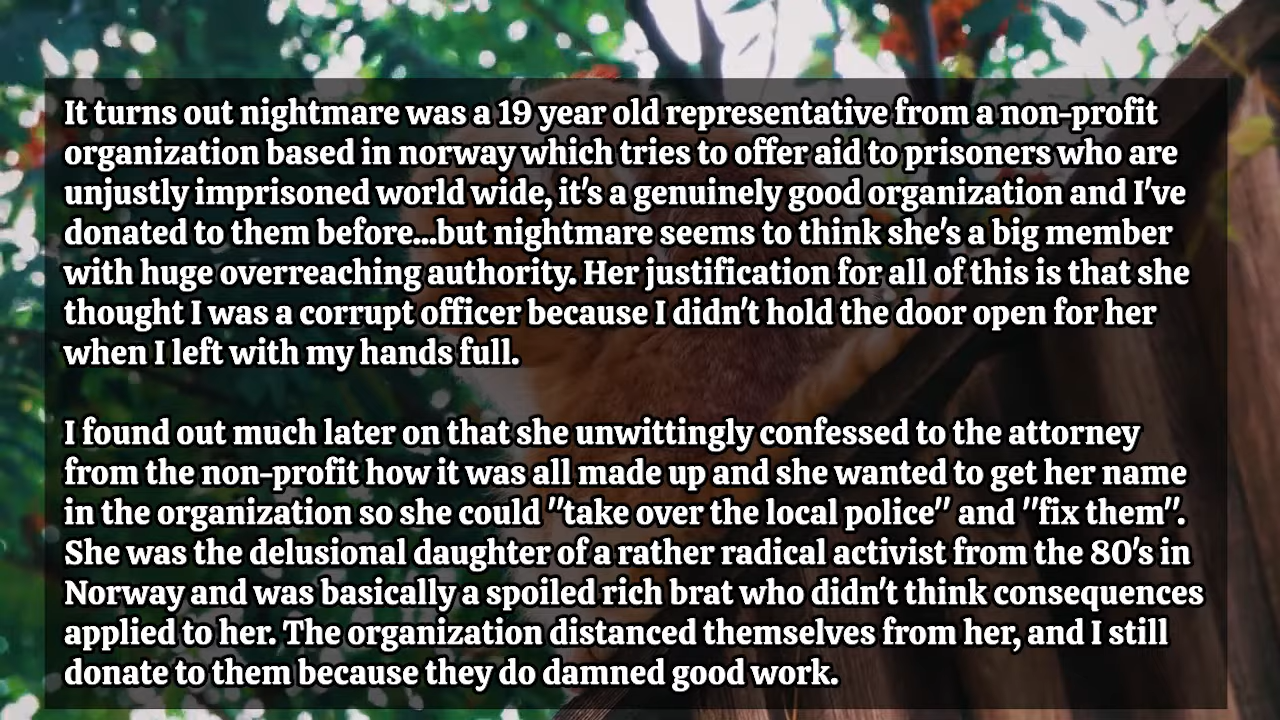 It turns out nightmare was a 19 year old representative from a non-profit
organization based in norway which tries to offer aid to prisoners who are
unjustly imprisoned world wide, it's a genuinely good organization and I've
donated to them before...but nightmare seems to think she's a big member
with huge overreaching authority. Her justification for all of this is that she
thought I was a corrupt officer because I didn't hold the door open for her
when I left with my hands full.
I found out much later on that she unwittingly confessed to the attorney
from the non-profit how it was all made up and she wanted to get her name
in the organization so she could "take over the local police" and "fix them".
She was the delusional daughter of a rather radical activist from the 80's in
Norway and was basically a spoiled rich brat who didn't think consequences
applied to her. The organization distanced themselves from her, and I still
donate to them because they do damned good work.